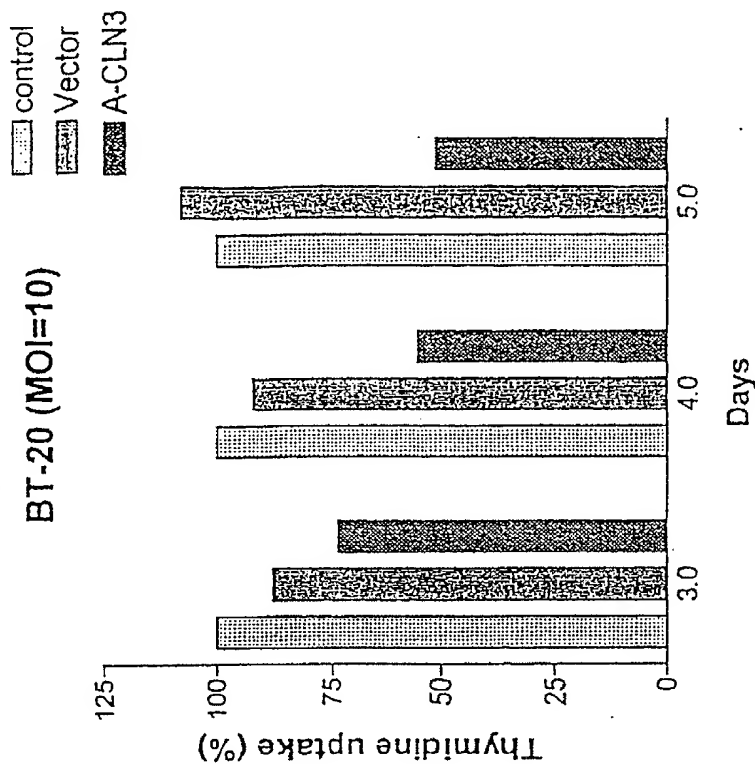 BT-20 (MOI=10)
control
Vector
A-CLN3
Thymidine uptake (%)
125
100
75
50
25
0
3.0
4.0
5.0
Days